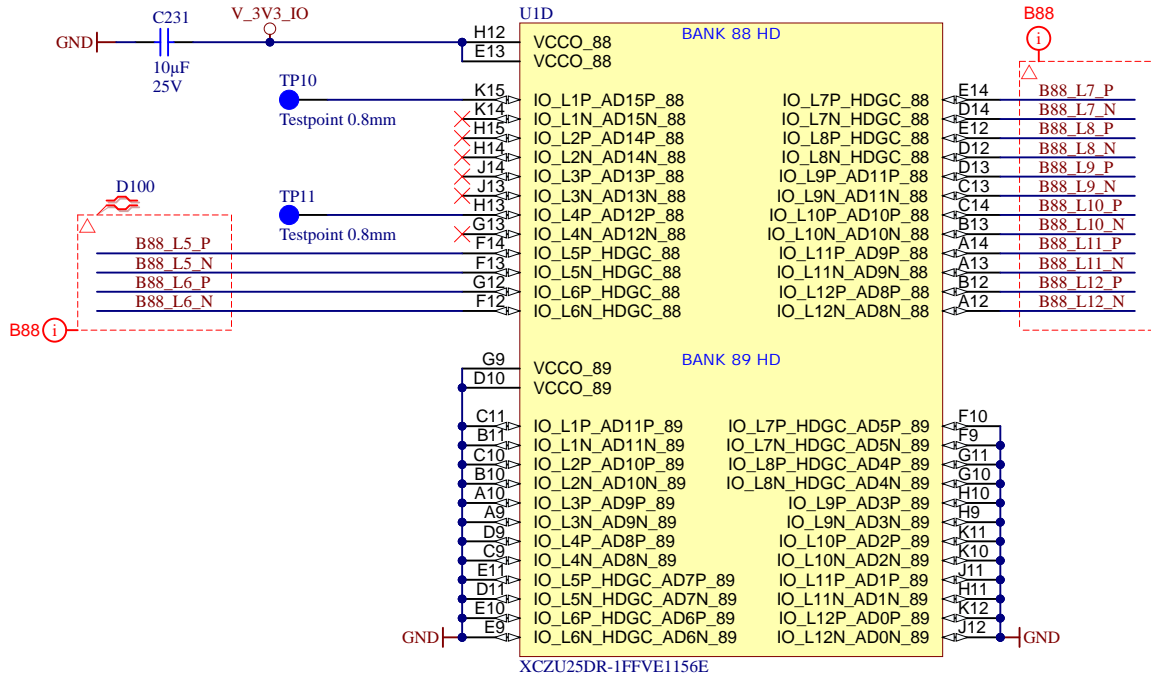 U1D
C231
GND
10µF
25V
V_3V3_IO
TP10
Testpoint 0.8mm
TP11
Testpoint 0.8mm
D100
B88_L5_P
B88_L5_N
B88_L6_P
B88_L6_N
B88 i
BANK 88 HD
H12 VCCO_88
E13 VCCO_88
K15 IO_L1P_AD15P_88
K14 IO_L1N_AD15N_88
H15 IO_L2P_AD14P_88
H14 IO_L2N_AD14N_88
J14 IO_L3P_AD13P_88
J13 IO_L3N_AD13N_88
H13 IO_L4P_AD12P_88
G13 IO_L4N_AD12N_88
F14 IO_L5P_HDGC_88
F13 IO_L5N_HDGC_88
G12 IO_L6P_HDGC_88
F12 IO_L6N_HDGC_88
B88
i
IO_L7P_HDGC_88 E14 B88_L7_P
IO_L7N_HDGC_88 D14 B88_L7_N
IO_L8P_HDGC_88 E12 B88_L8_P
IO_L8N_HDGC_88 D12 B88_L8_N
IO_L9P_AD11P_88 D13 B88_L9_P
IO_L9N_AD11N_88 C13 B88_L9_N
IO_L10P_AD10P_88 C14 B88_L10_P
IO_L10N_AD10N_88 B13 B88_L10_N
IO_L11P_AD9P_88 A14 B88_L11_P
IO_L11N_AD9N_88 A13 B88_L11_N
IO_L12P_AD8P_88 B12 B88_L12_P
IO_L12N_AD8N_88 A12 B88_L12_N
BANK 89 HD
G9 VCCO_89
D10 VCCO_89
C11 IO_L1P_AD11P_89
B11 IO_L1N_AD11N_89
C10 IO_L2P_AD10P_89
B10 IO_L2N_AD10N_89
A10 IO_L3P_AD9P_89
A9 IO_L3N_AD9N_89
D9 IO_L4P_AD8P_89
C9 IO_L4N_AD8N_89
E11 IO_L5P_HDGC_AD7P_89
D11 IO_L5N_HDGC_AD7N_89
E10 IO_L6P_HDGC_AD6P_89
E9 IO_L6N_HDGC_AD6N_89
GND
IO_L7P_HDGC_AD5P_89 F10
IO_L7N_HDGC_AD5N_89 F9
IO_L8P_HDGC_AD4P_89 G11
IO_L8N_HDGC_AD4N_89 G10
IO_L9P_AD3P_89 H10
IO_L9N_AD3N_89 H9
IO_L10P_AD2P_89 K11
IO_L10N_AD2N_89 K10
IO_L11P_AD1P_89 J11
IO_L11N_AD1N_89 H11
IO_L12P_AD0P_89 K12
IO_L12N_AD0N_89 J12
GND
XCZU25DR-1FFVE1156E